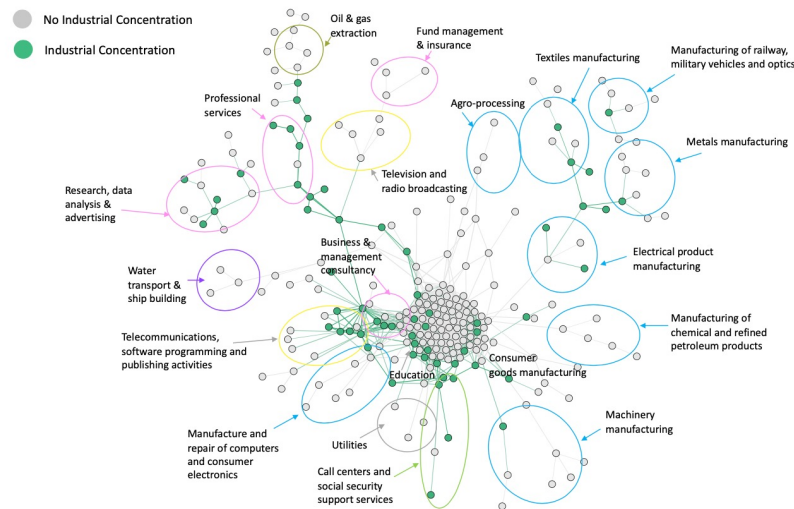 No Industrial Concentration
Industrial Concentration
Oil & gas
extraction
Fund management
& insurance
Textiles manufacturing
Manufacturing of railway,
military vehicles and optics
Professional
services
Agro-processing
Metals manufacturing
Television and
radio broadcasting
Research, data
analysis &
advertising
Business &
management
consultancy
Electrical product
manufacturing
Water
transport &
ship building
Manufacturing of
chemical and refined
petroleum products
Telecommunications,
software programming and
publishing activities
Consumer
goods manufacturing
Education
Machinery
manufacturing
Manufacture and
repair of computers
and consumer
electronics
Utilities
Call centers and
social security
support services